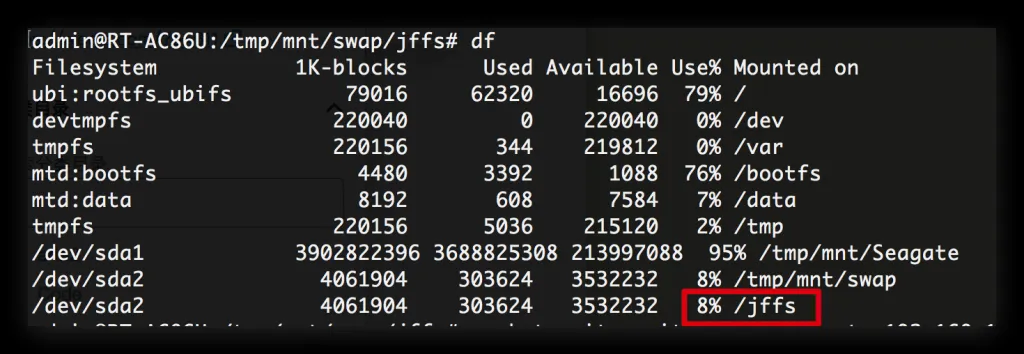 admin@RT-AC86U:/tmp/mnt/swap/jffs# df
Filesystem 1K-blocks Used Available Use% Mounted on
ubi:rootfs_ubifs 79016 62320 16696 79% /
devtmpfs 220040 0 220040 0% /dev
tmpfs 220156 344 219812 0% /var
mtd:bootfs 4480 3392 1088 76% /bootfs
mtd:data 8192 608 7584 7% /data
tmpfs 220156 5036 215120 2% /tmp
/dev/sda1 3902822396 3688825308 213997088 95% /tmp/mnt/Seagate
/dev/sda2 4061904 303624 3532232 8% /tmp/mnt/swap
/dev/sda2 4061904 303624 3532232 8% /jffs